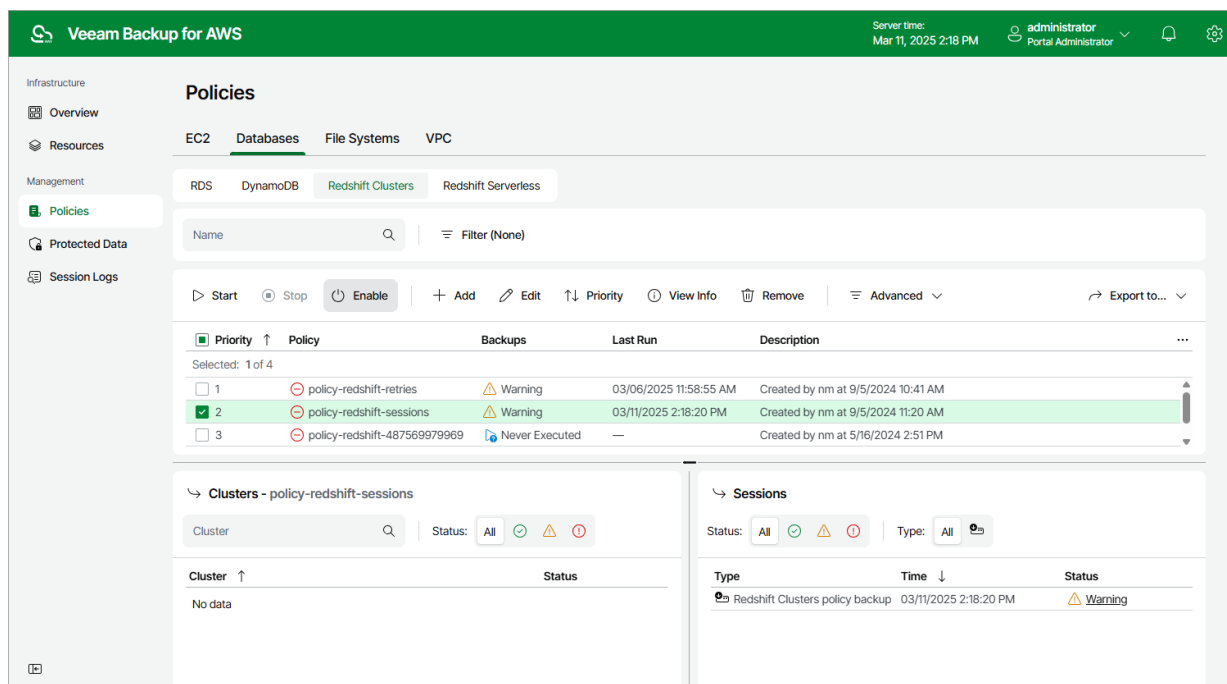 Veeam Backup for AWS
Server time:
Mar 11, 2025 2:18 PM
administrator
Portal Administrator
Infrastructure
Overview
Resources
Management
Policies
Protected Data
Session Logs
Policies
EC2 Databases File Systems VPC
RDS DynamoDB Redshift Clusters Redshift Serverless
Name Filter (None)
Start Stop Enable Add Edit Priority View Info Remove Advanced Export to...
Priority Policy Backups Last Run Description ...
Selected: 1 of 4
1 policy-redshift-retries Warning 03/06/2025 11:58:55 AM Created by nm at 9/5/2024 10:41 AM
2 policy-redshift-sessions Warning 03/11/2025 2:18:20 PM Created by nm at 9/5/2024 11:20 AM
3 policy-redshift-487569979969 Never Executed — Created by nm at 5/16/2024 2:51 PM
Clusters - policy-redshift-sessions
Cluster Status: All
Cluster Status
No data
Sessions
Status: All Type: All
Type Time Status
Redshift Clusters policy backup 03/11/2025 2:18:20 PM Warning